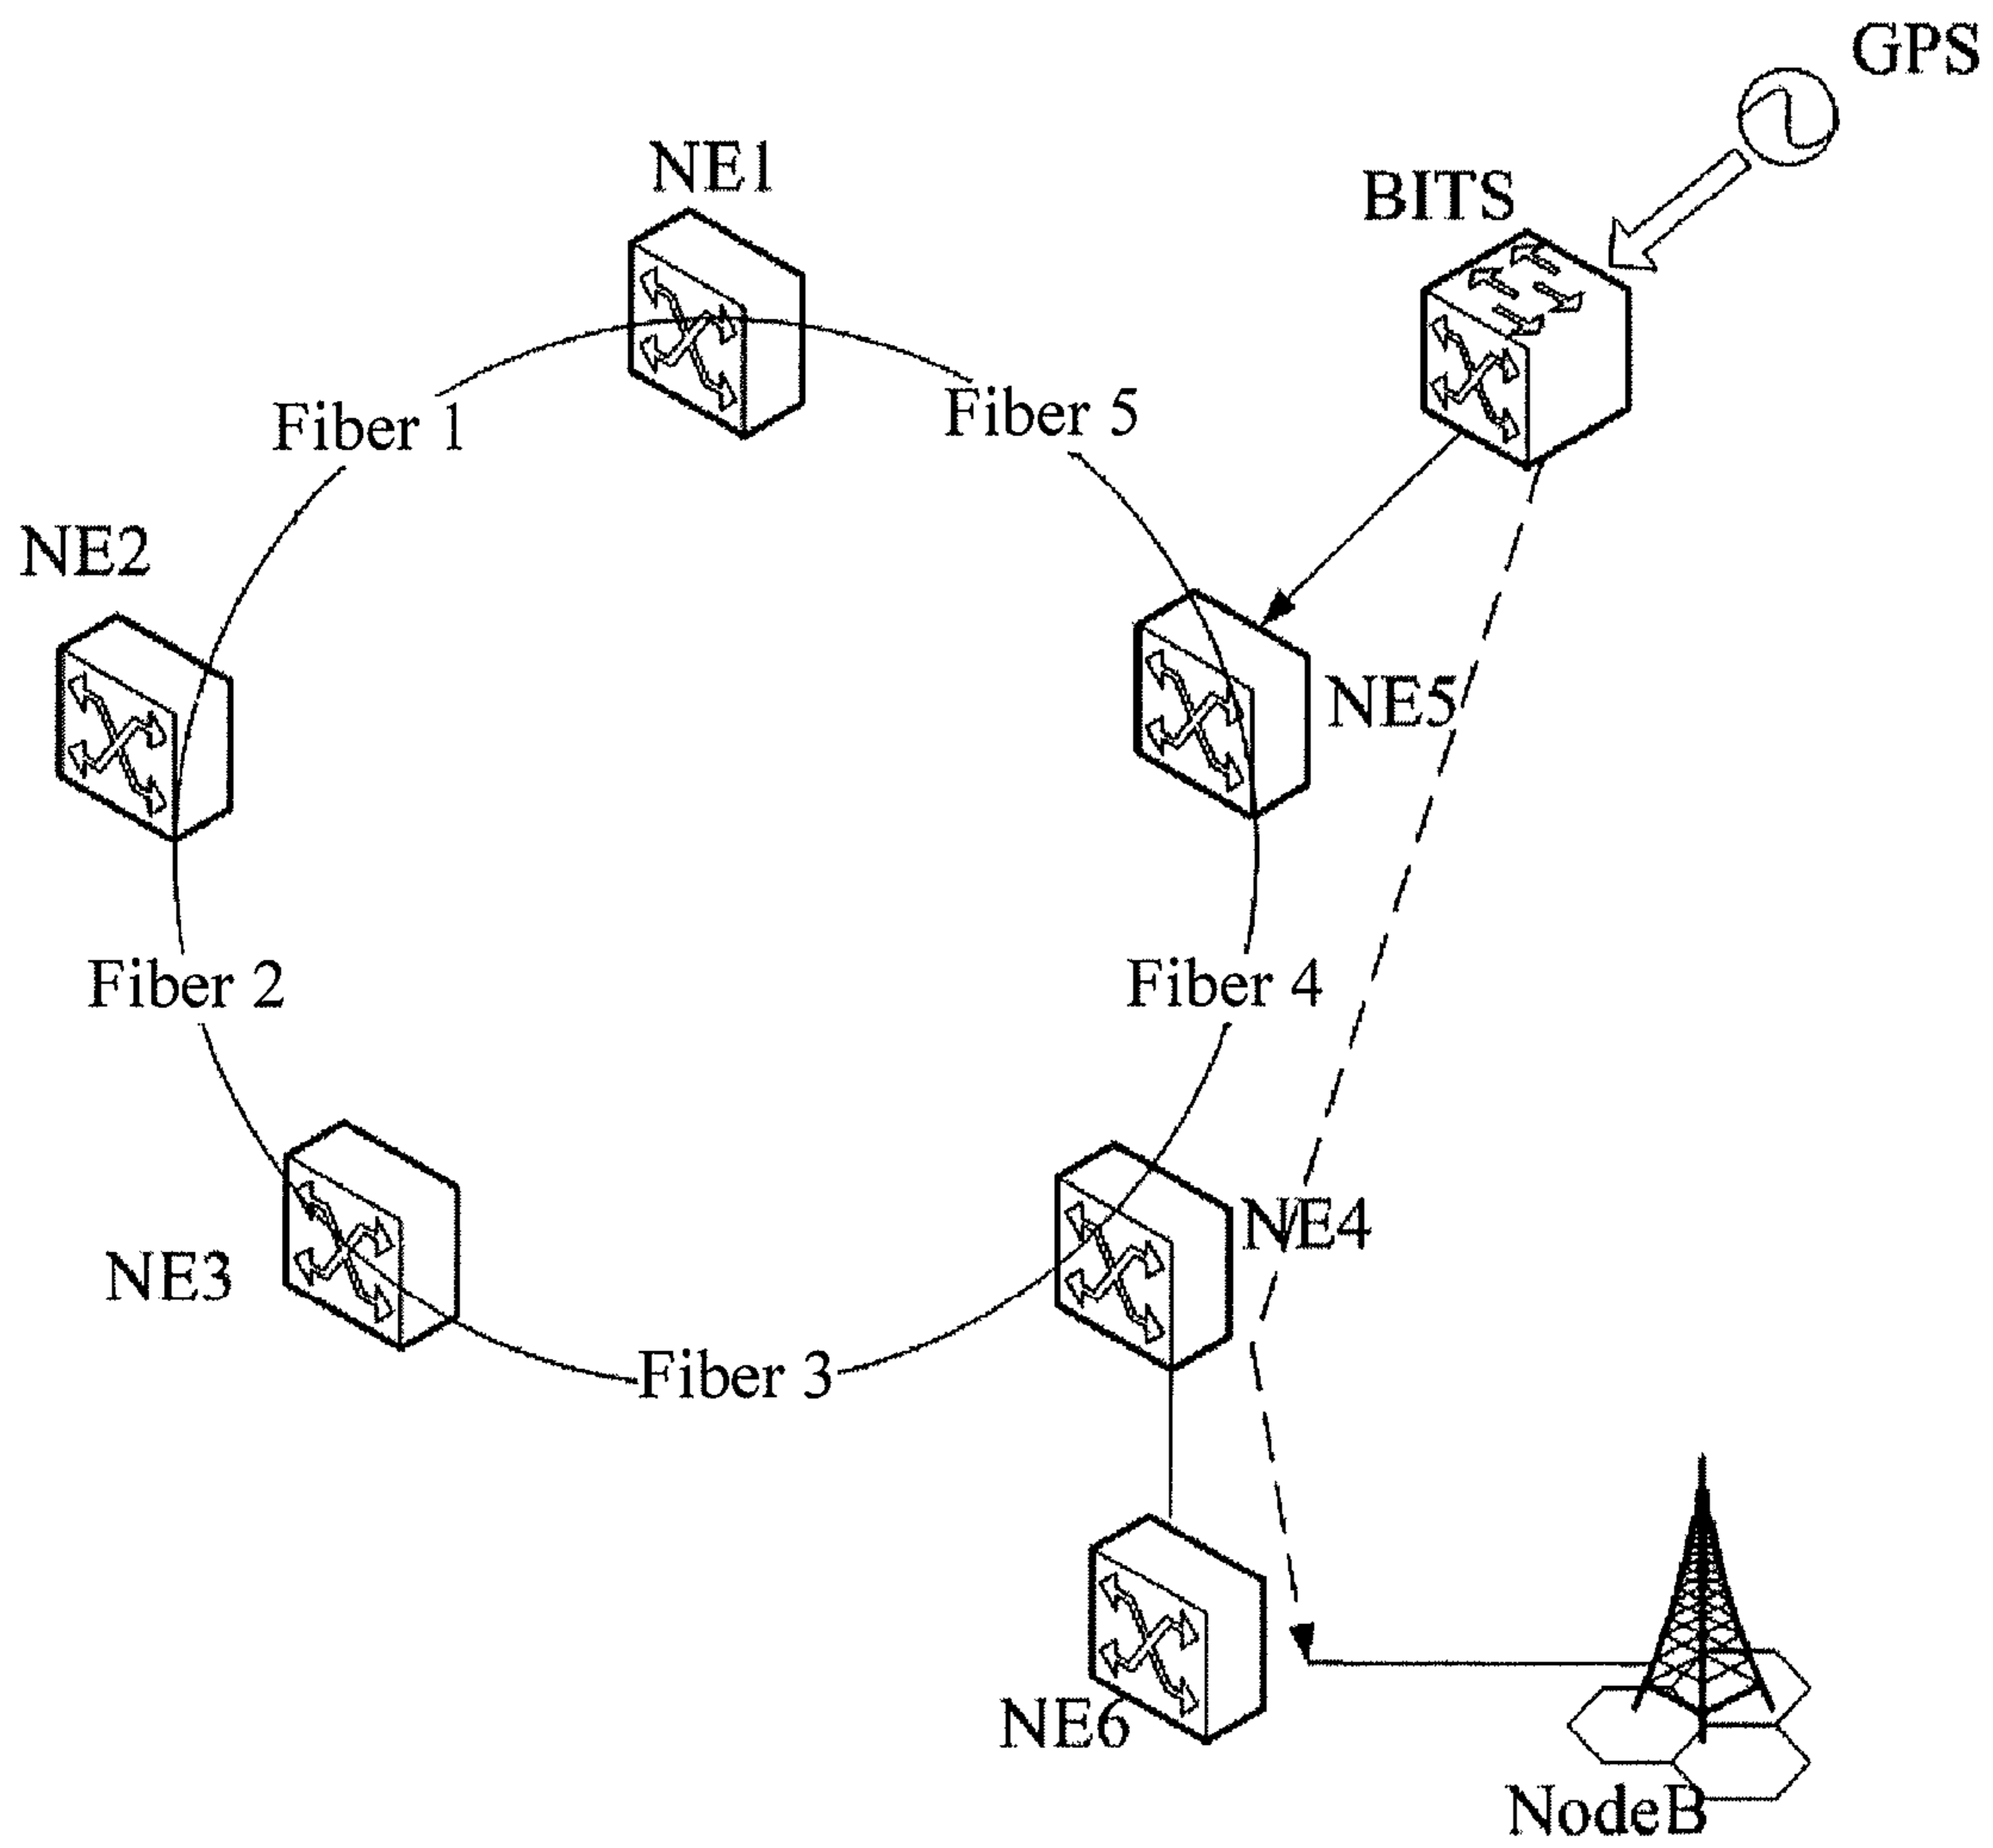 GPS
NE1
BITS
Fiber 1
Fiber 5
NE2
NE5
Fiber 2
Fiber 4
NE3
NE4
Fiber 3
NE6
NodeB